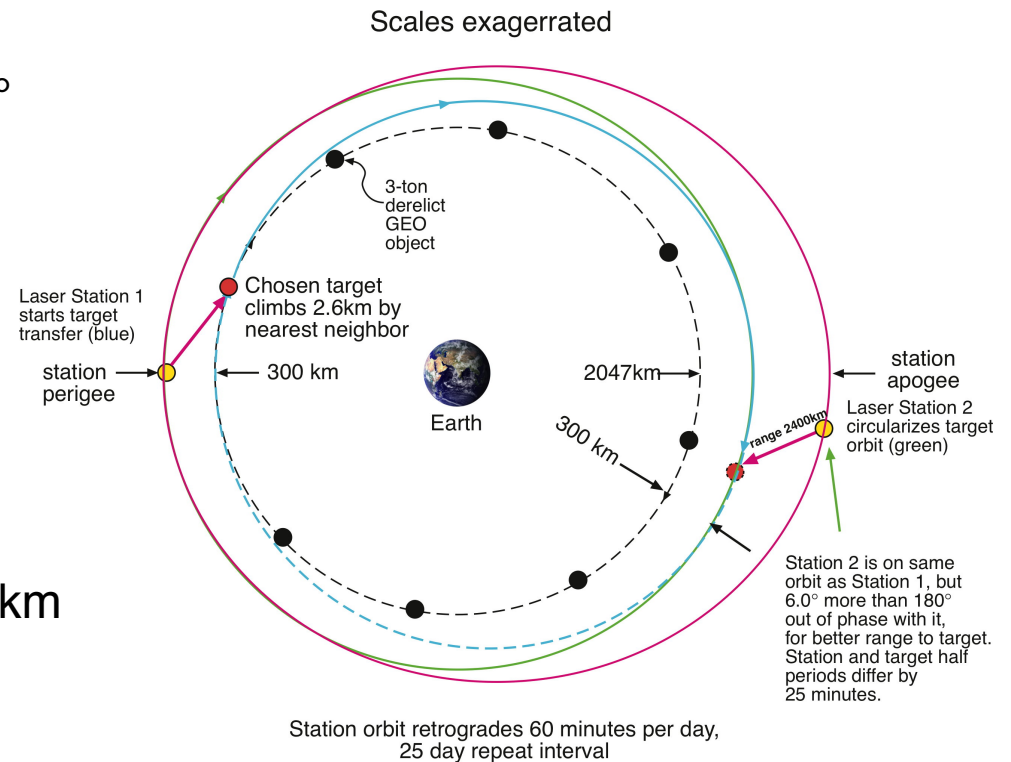 Scales exagerrated
o
3-ton
derelict
GEO
object
Laser Station 1
starts target
transfer (blue)
Chosen target
climbs 2.6km by
nearest neighbor
station
perigee
300 km
Earth
2047km
station
apogee
Laser Station 2
circularizes target
orbit (green)
range 2400km
300 km
Station 2 is on same
orbit as Station 1, but
6.0° more than 180°
out of phase with it,
for better range to target.
Station and target half
periods differ by
25 minutes.
km
Station orbit retrogrades 60 minutes per day,
25 day repeat interval